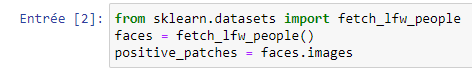 Entrée [2]: from sklearn.datasets import fetch_lfw_people
faces = fetch_lfw_people()
positive_patches = faces.images